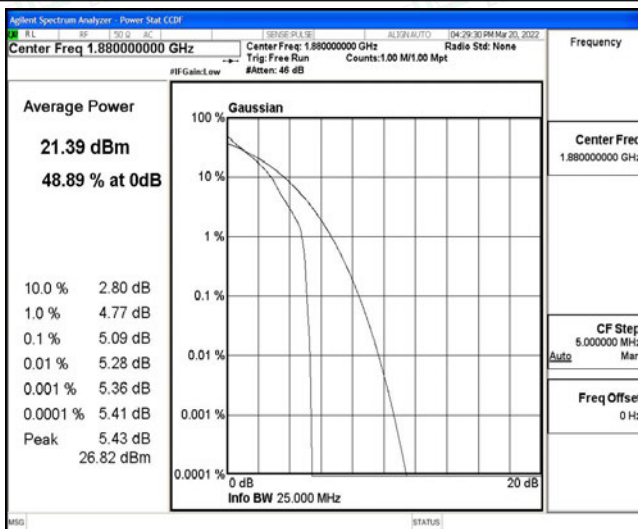 Agilent Spectrum Analyzer - Power Stat CCDF
RL RF 50 Ω AC SENSE:PULSE ALIGN AUTO 04:29:30 PM Mar 20, 2022
Center Freq 1.880000000 GHz
Center Freq: 1.880000000 GHz Radio Std: None
Trig: Free Run Counts:1.00 M/1.00 Mpt
#IFGain:Low #Atten: 46 dB
Frequency
Average Power
21.39 dBm
48.89 % at 0dB
10.0 % 2.80 dB
1.0 % 4.77 dB
0.1 % 5.09 dB
0.01 % 5.28 dB
0.001 % 5.36 dB
0.0001 % 5.41 dB
Peak 5.43 dB
26.82 dBm
Gaussian
100 %
10 %
1 %
0.1 %
0.01 %
0.001 %
0.0001 %
0 dB 20 dB
Info BW 25.000 MHz
Center Freq
1.880000000 GHz
CF Step
5.000000 MHz
Auto Man
Freq Offset
0 Hz
MSG STATUS